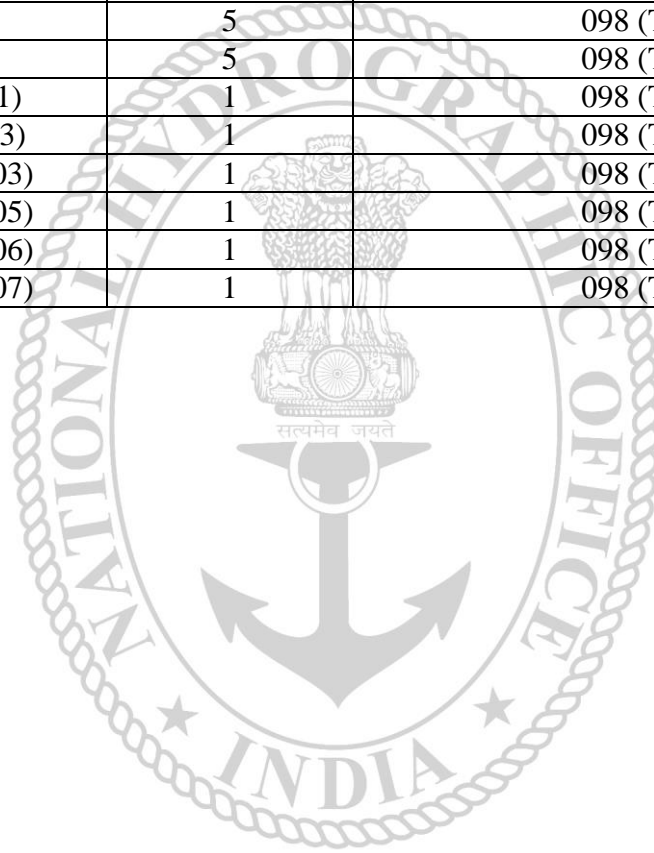 5 098 (T
5 098 (T
1) 1 098 (T
3) 1 098 (T
03) 1 098 (T
05) 1 098 (T
06) 1 098 (T
07) 1 098 (T
NATIONAL HYDROGRAPHIC OFFICE
सत्यमेव जयते
★ INDIA ★